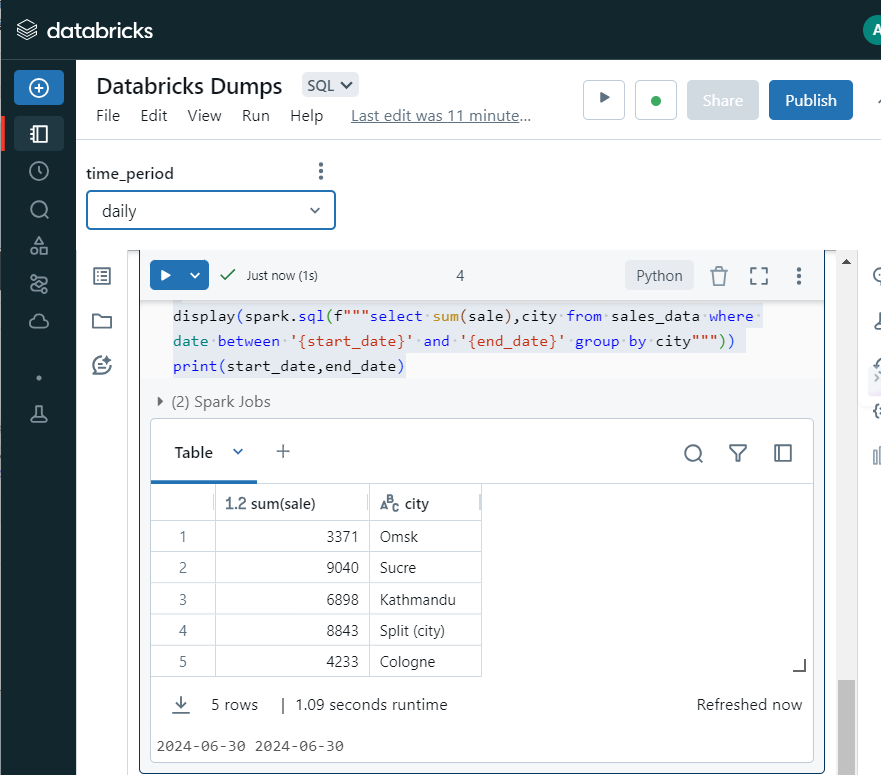 databricks
A
Databricks Dumps SQL
File Edit View Run Help Last edit was 11 minute...
Share
Publish
time_period
daily
Just now (1s)
4
Python
display(spark.sql(f"""select sum(sale),city from sales_data where
date between '{start_date}' and '{end_date}' group by city"""))
print(start_date,end_date)
(2) Spark Jobs
Table
1.2 sum(sale) ABC city
1 3371 Omsk
2 9040 Sucre
3 6898 Kathmandu
4 8843 Split (city)
5 4233 Cologne
5 rows | 1.09 seconds runtime Refreshed now
2024-06-30 2024-06-30